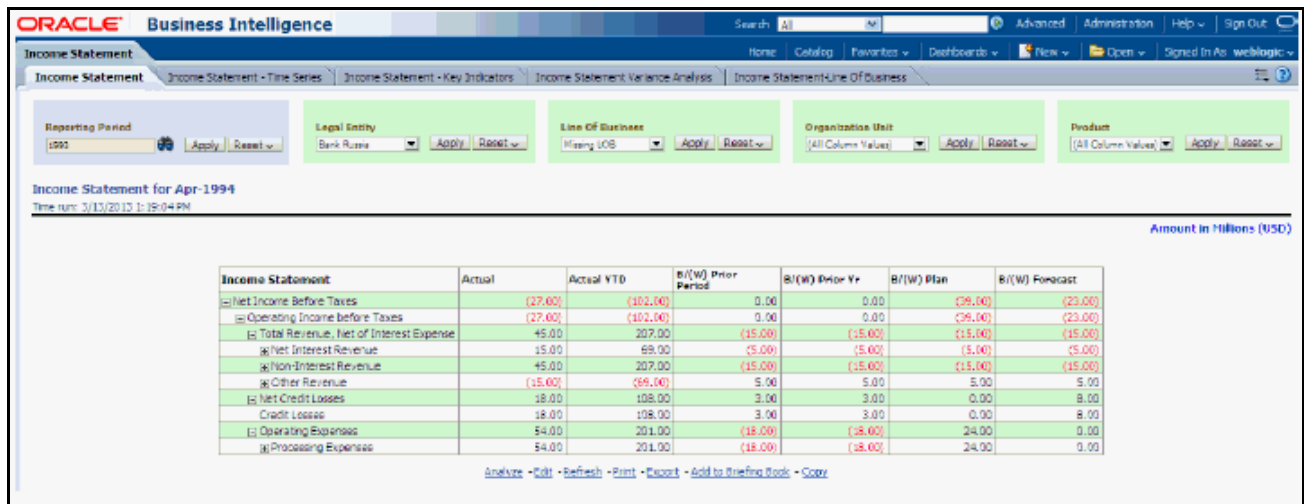 ORACLE Business Intelligence Search All Advanced Administration Help Sign Out
Income Statement Home Catalog Favorites Dashboards New Open Signed In As weblogic
Income Statement Income Statement - Time Series Income Statement - Key Indicators Income Statement Variance Analysis Income Statement-Line Of Business
Reporting Period Legal Entity Line Of Business Organization Unit Product
Apply Reset Bank Russia Apply Reset Missing LOB Apply Reset (All Column Values) Apply Reset (All Column Values) Apply Reset
Income Statement for Apr-1994
Time run: 3/13/2013 1:19:04 PM
Amount in Millions (USD)
Income Statement Actual Actual YTD B/(W) Prior Period B/(W) Prior Yr B/(W) Plan B/(W) Forecast
Net Income Before Taxes (27.00) (102.00) 0.00 0.00 (39.00) (23.00)
Operating Income before Taxes (27.00) (102.00) 0.00 0.00 (39.00) (23.00)
Total Revenue, Net of Interest Expense 45.00 207.00 (15.00) (15.00) (15.00) (15.00)
Net Interest Revenue 15.00 69.00 (5.00) (5.00) (5.00) (5.00)
Non-Interest Revenue 45.00 207.00 (15.00) (15.00) (15.00) (15.00)
Other Revenue (15.00) (69.00) 5.00 5.00 5.00 5.00
Net Credit Losses 18.00 108.00 3.00 3.00 0.00 8.00
Credit Losses 18.00 108.00 3.00 3.00 0.00 8.00
Operating Expenses 54.00 201.00 (18.00) (18.00) 24.00 0.00
Processing Expenses 54.00 201.00 (18.00) (18.00) 24.00 0.00
Analyze - Edit - Refresh - Print - Export - Add to Briefing Book - Copy